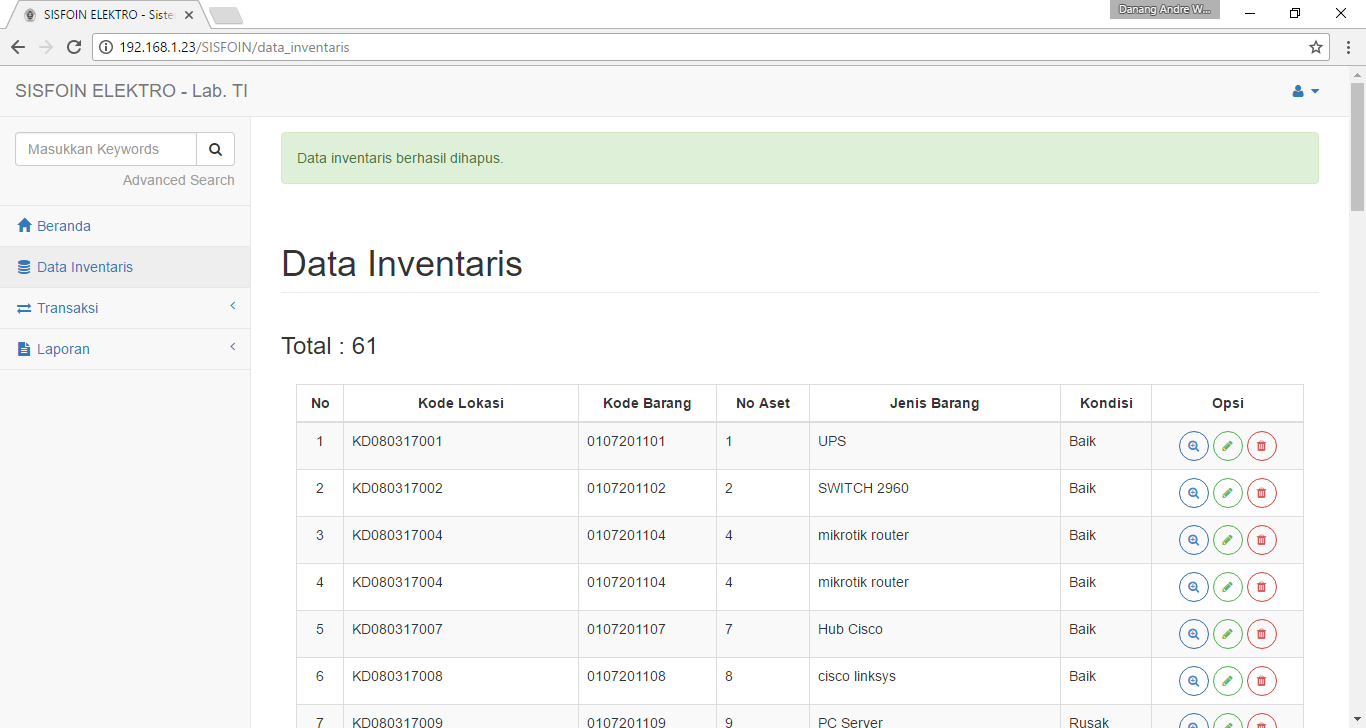 SISFOIN ELEKTRO - Siste
Danang Andre W...
192.168.1.23/SISFOIN/data_inventaris
SISFOIN ELEKTRO - Lab. TI
Masukkan Keywords
Advanced Search
Beranda
Data Inventaris
Transaksi
Laporan
Data inventaris berhasil dihapus.
Data Inventaris
Total : 61
No Kode Lokasi Kode Barang No Aset Jenis Barang Kondisi Opsi
1 KD080317001 0107201101 1 UPS Baik
2 KD080317002 0107201102 2 SWITCH 2960 Baik
3 KD080317004 0107201104 4 mikrotik router Baik
4 KD080317004 0107201104 4 mikrotik router Baik
5 KD080317007 0107201107 7 Hub Cisco Baik
6 KD080317008 0107201108 8 cisco linksys Baik
7 KD080317009 0107201109 9 PC Server Rusak